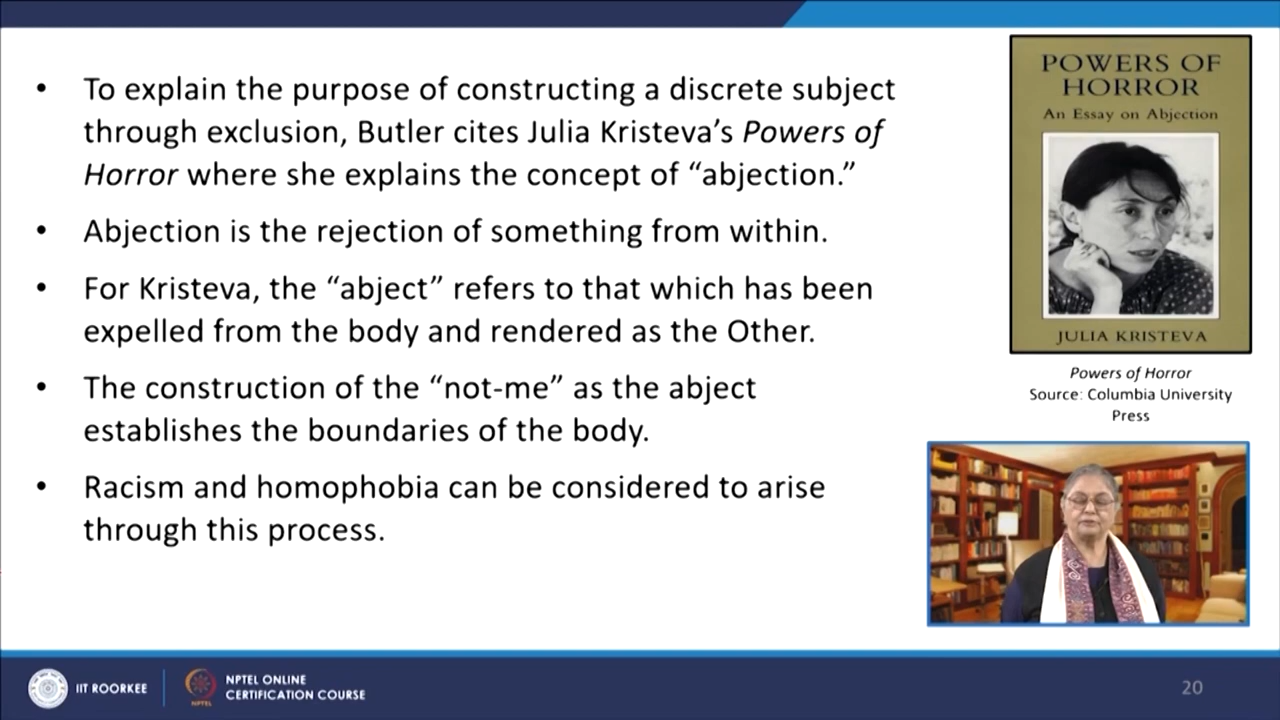 • To explain the purpose of constructing a discrete subject
through exclusion, Butler cites Julia Kristeva’s Powers of
Horror where she explains the concept of “abjection.”
• Abjection is the rejection of something from within.
• For Kristeva, the “abject” refers to that which has been
expelled from the body and rendered as the Other.
• The construction of the “not-me” as the abject
establishes the boundaries of the body.
• Racism and homophobia can be considered to arise
through this process.
POWERS OF
HORROR
An Essay on Abjection
JULIA KRISTEVA
Powers of Horror
Source: Columbia University
Press
IIT ROORKEE
NPTEL
NPTEL ONLINE
CERTIFICATION COURSE
20